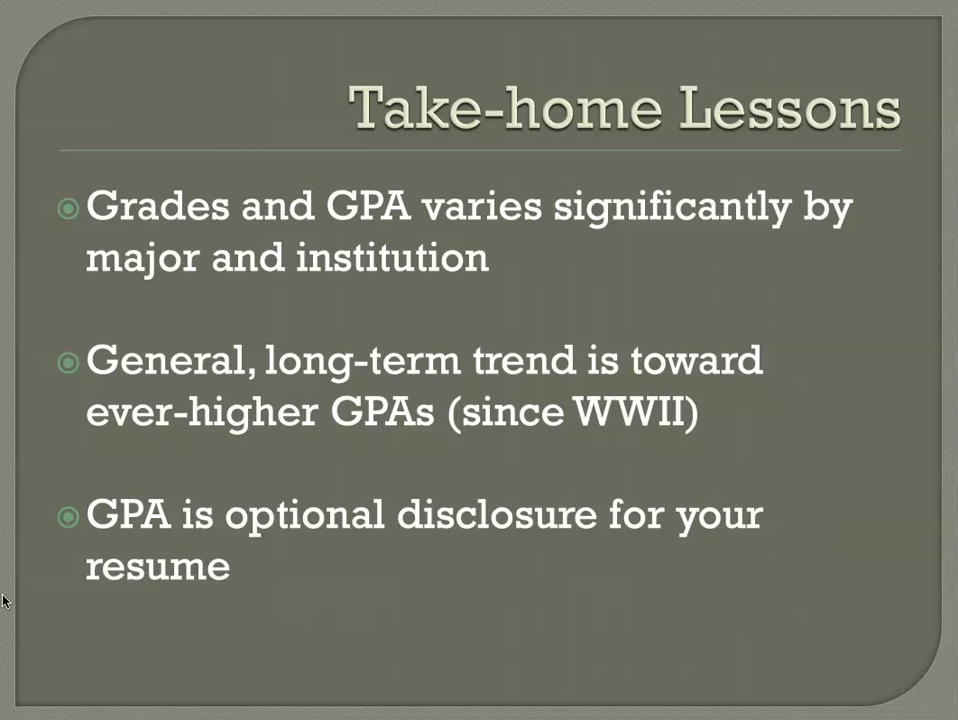 Take-home Lessons
Grades and GPA varies significantly by
major and institution
General, long-term trend is toward
ever-higher GPAs (since WWII)
GPA is optional disclosure for your
resume